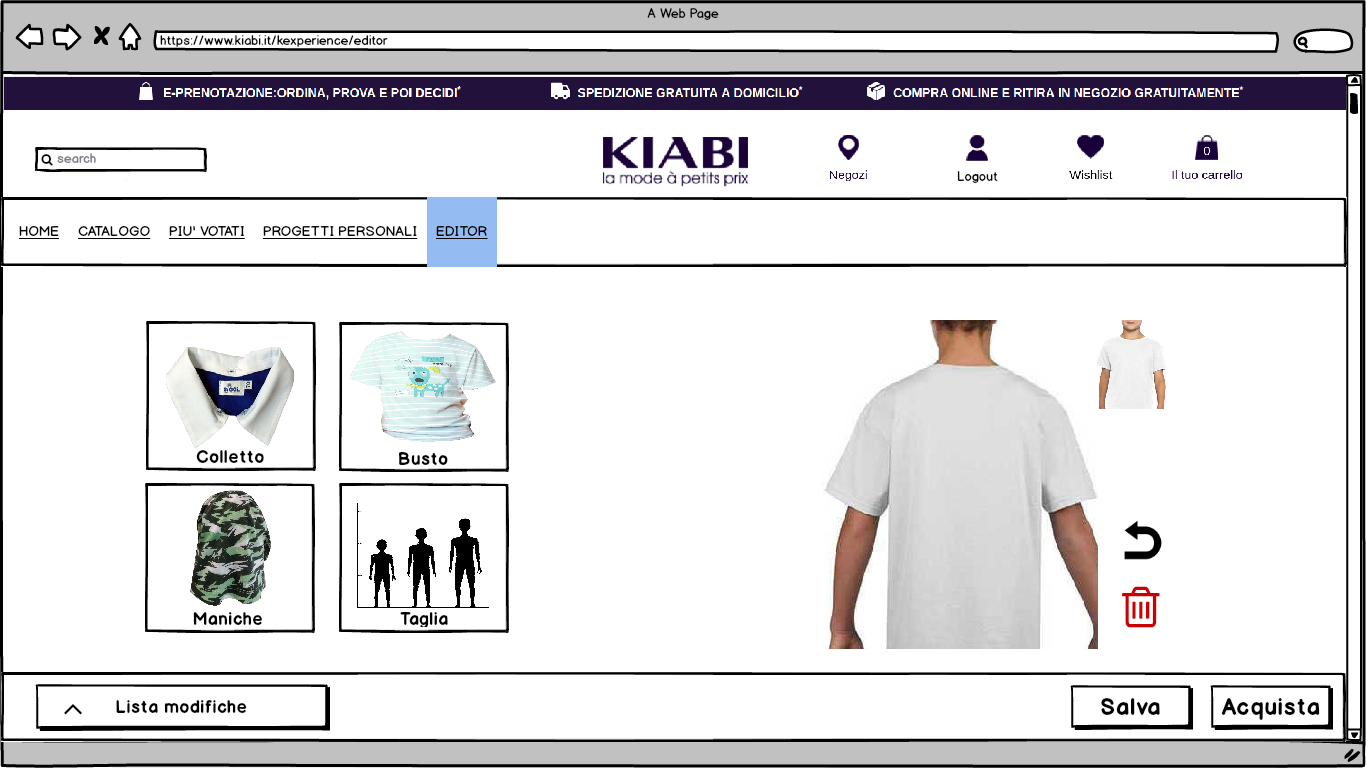 A Web Page
https://www.kiabi.it/kexperience/editor
E-PRENOTAZIONE:ORDINA, PROVA E POI DECIDI*
SPEDIZIONE GRATUITA A DOMICILIO*
COMPRA ONLINE E RITIRA IN NEGOZIO GRATUITAMENTE*
search
KIABI
la mode à petits prix
Negozi
Logout
0
Wishlist
Il tuo carrello
HOME
CATALOGO
PIU' VOTATI
PROGETTI PERSONALI
EDITOR
Colletto
Busto
Maniche
Taglia
Lista modifiche
Salva
Acquista